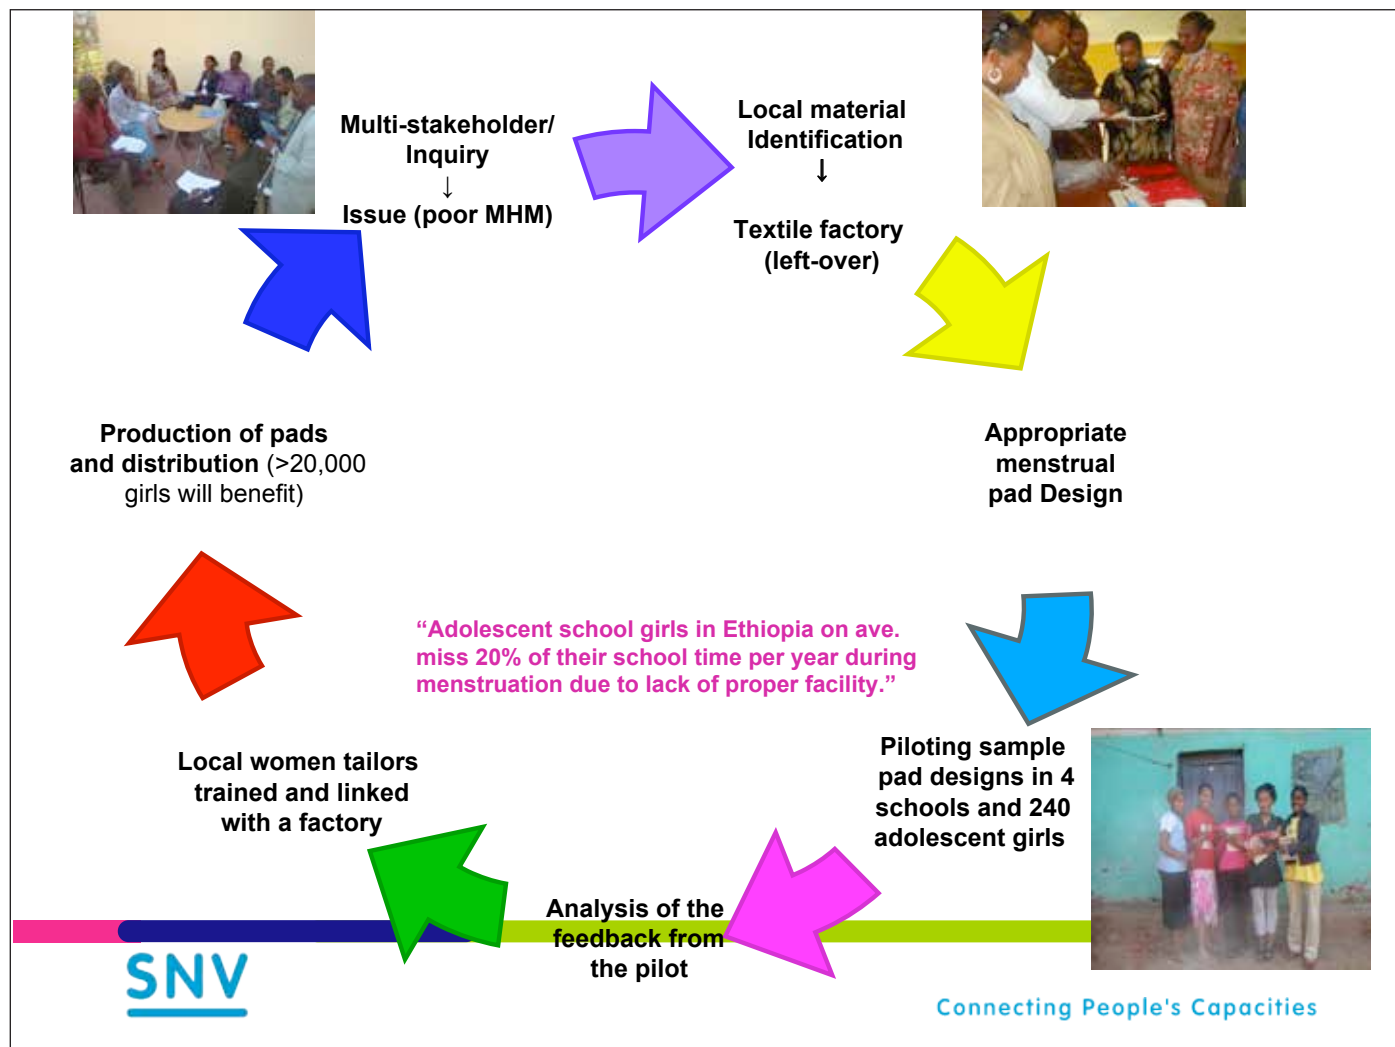 Multi-stakeholder/
Inquiry
↓
Issue (poor MHM)
Local material
Identification
↓
Textile factory
(left-over)
Appropriate
menstrual
pad Design
Piloting sample
pad designs in 4
schools and 240
adolescent girls
Analysis of the
feedback from
the pilot
Local women tailors
trained and linked
with a factory
Production of pads
and distribution (>20,000
girls will benefit)
“Adolescent school girls in Ethiopia on ave.
miss 20% of their school time per year during
menstruation due to lack of proper facility.”
SNV
Connecting People's Capacities